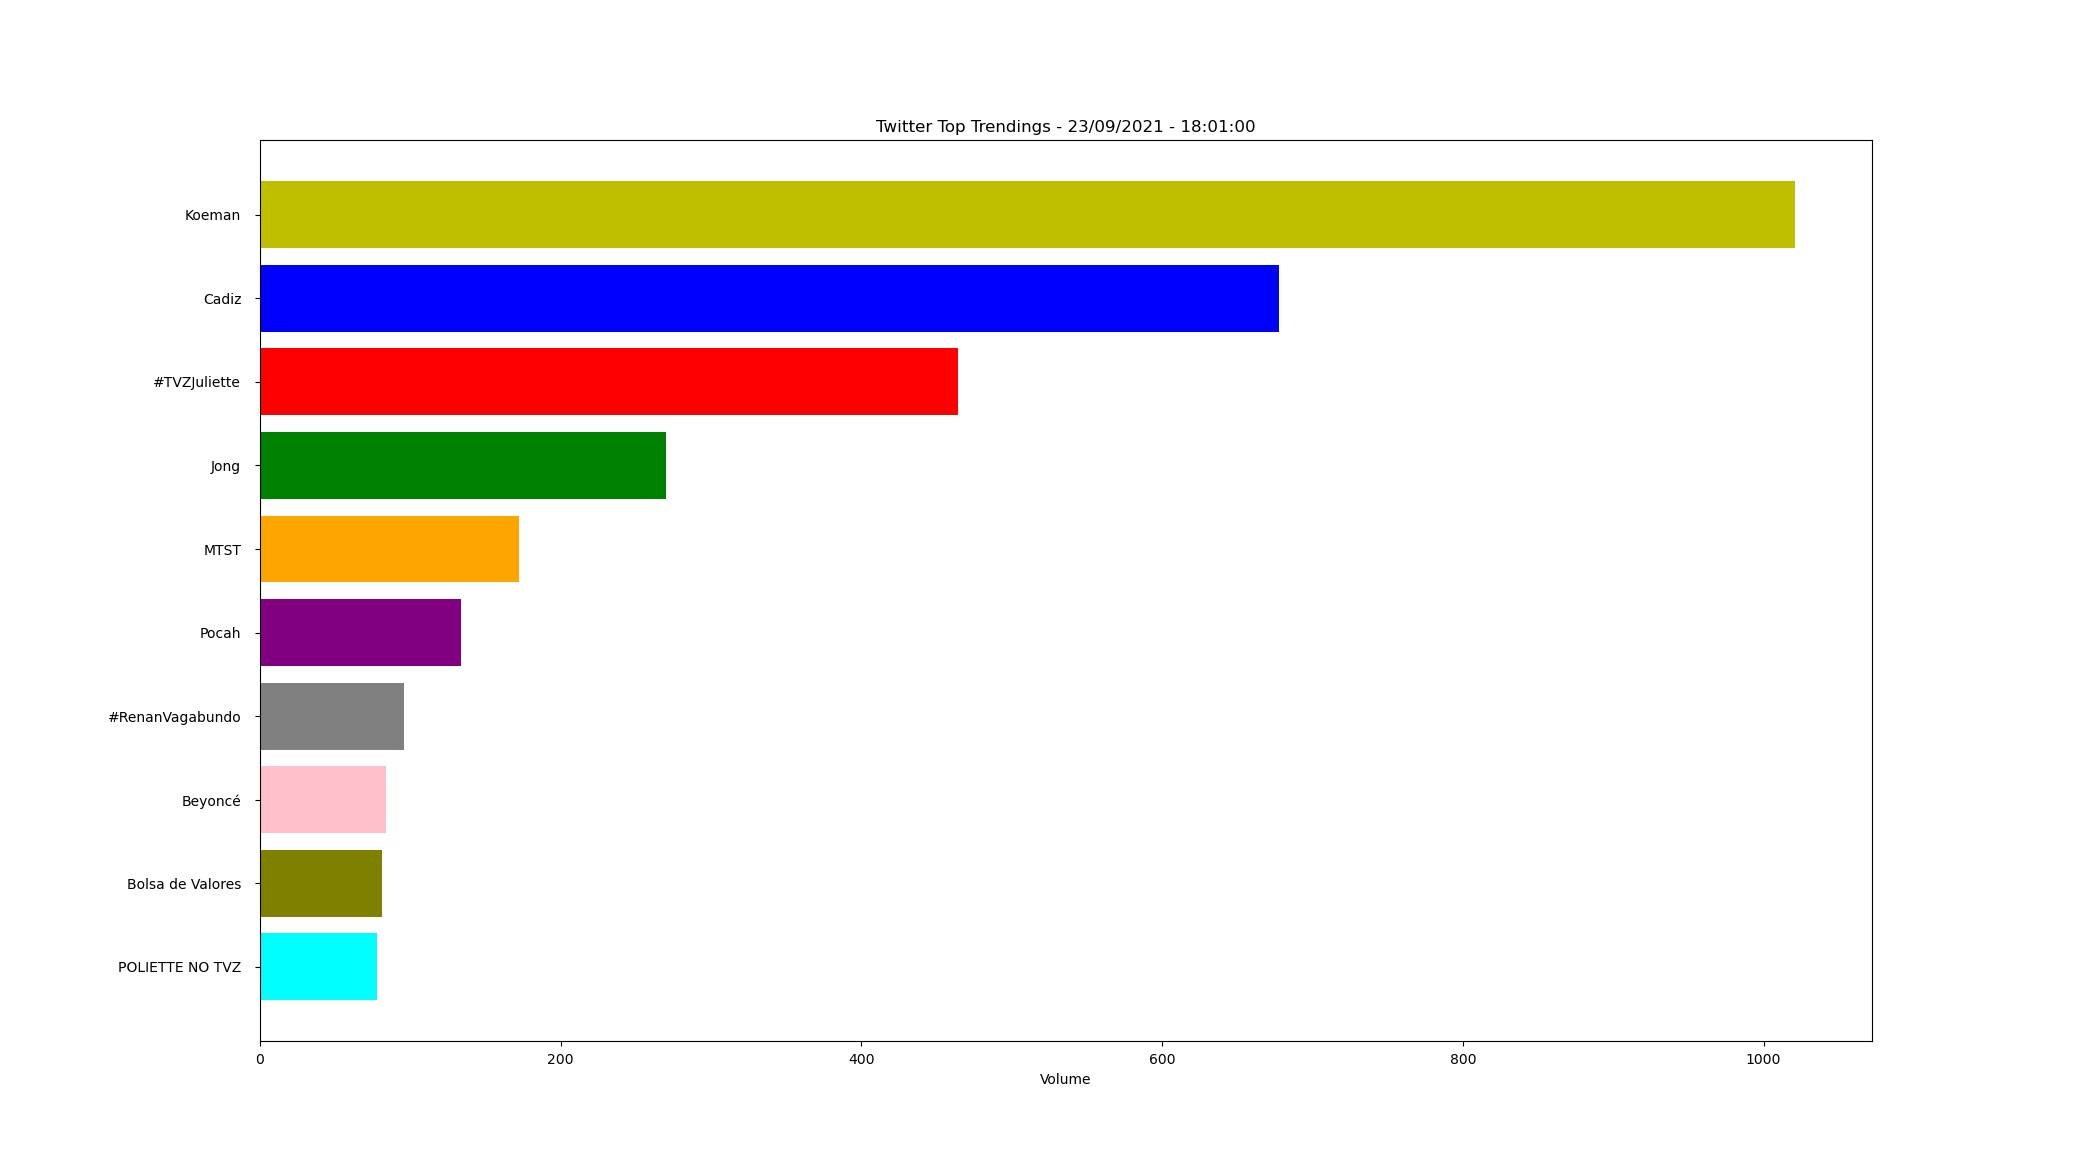 Twitter Top Trendings - 23/09/2021 - 18:01:00
Koeman
Cadiz
#TVZJuliette
Jong
MTST
Pocah
#RenanVagabundo
Beyoncé
Bolsa de Valores
POLIETTE NO TVZ
0 200 400 600 800 1000
Volume